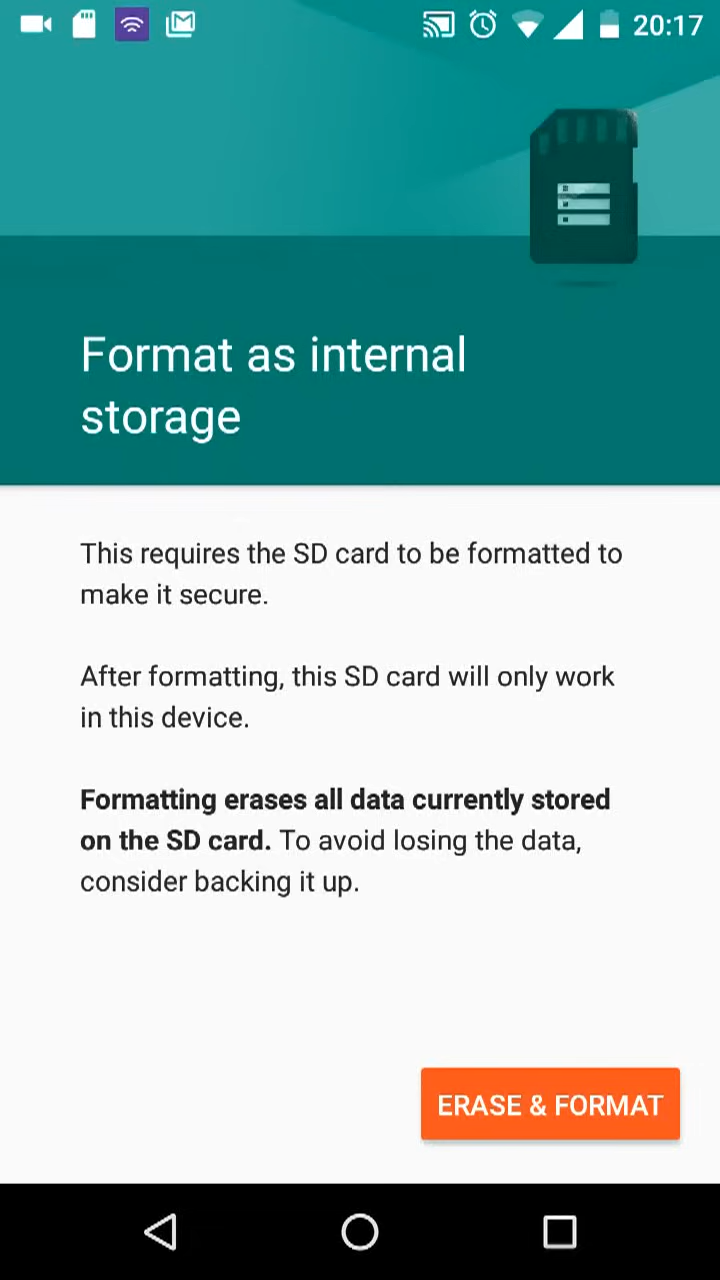 20:17
Format as internal
storage
This requires the SD card to be formatted to
make it secure.
After formatting, this SD card will only work
in this device.
Formatting erases all data currently stored
on the SD card. To avoid losing the data,
consider backing it up.
ERASE & FORMAT